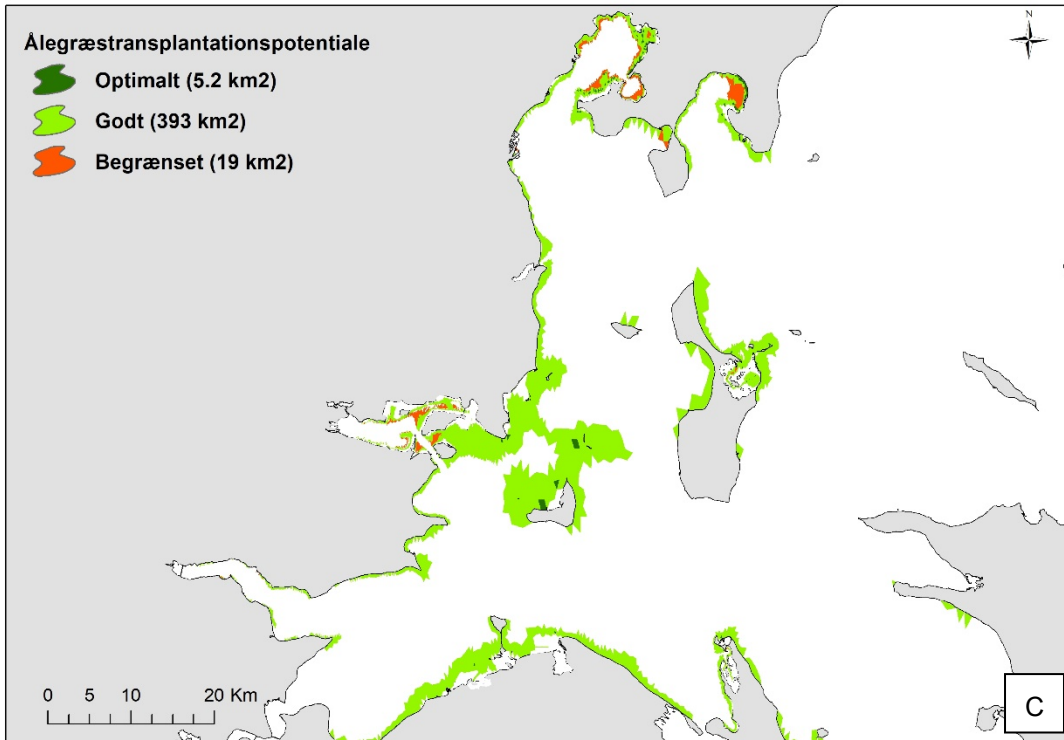 Ålegræstransplantationspotentiale
Optimalt (5.2 km2)
Godt (393 km2)
Begrænset (19 km2)
N
0 5 10 20 Km
C